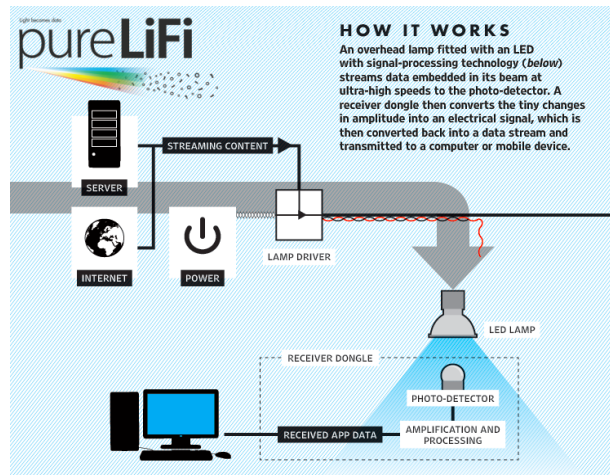 Light becomes data
pureLiFi
HOW IT WORKS
An overhead lamp fitted with an LED
with signal-processing technology (below)
streams data embedded in its beam at
ultra-high speeds to the photo-detector. A
receiver dongle then converts the tiny changes
in amplitude into an electrical signal, which is
then converted back into a data stream and
transmitted to a computer or mobile device.
STREAMING CONTENT
SERVER
INTERNET
POWER
LAMP DRIVER
LED LAMP
RECEIVER DONGLE
PHOTO-DETECTOR
RECEIVED APP DATA
AMPLIFICATION AND
PROCESSING